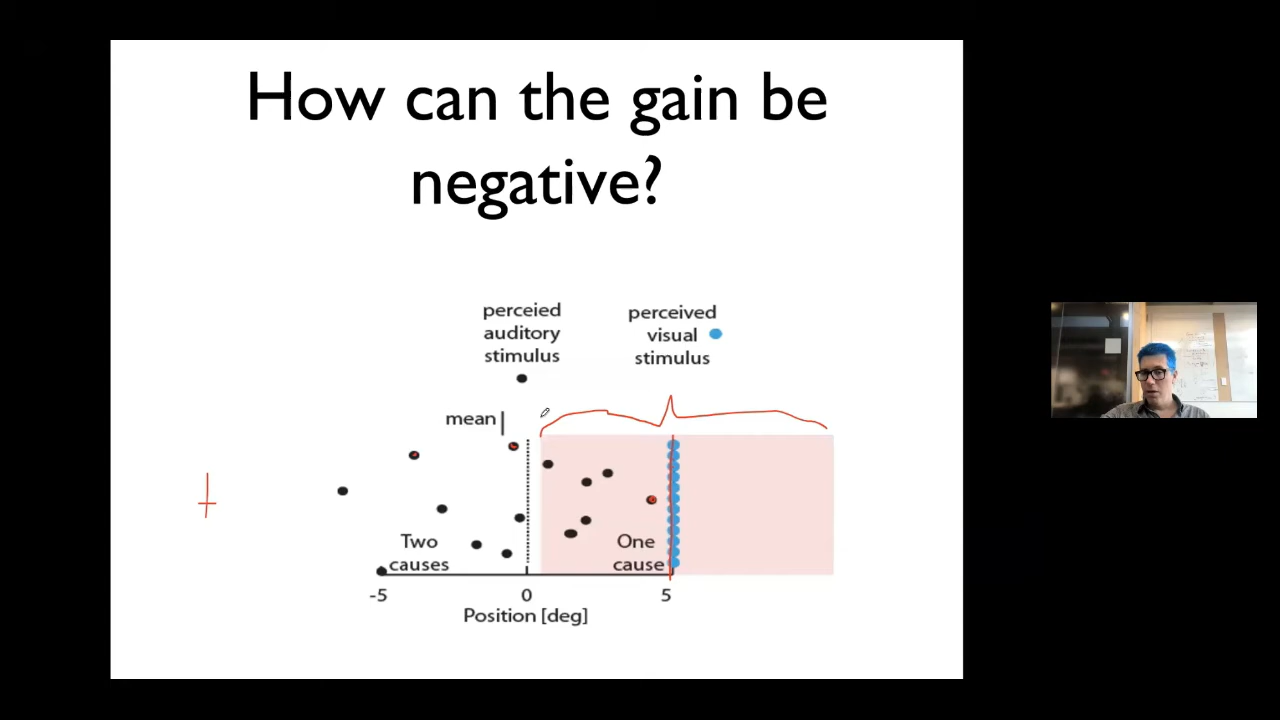 How can the gain be
negative?
perceied
auditory
stimulus
perceived
visual
stimulus
mean
Two
causes
One
cause
-5
0
5
Position [deg]